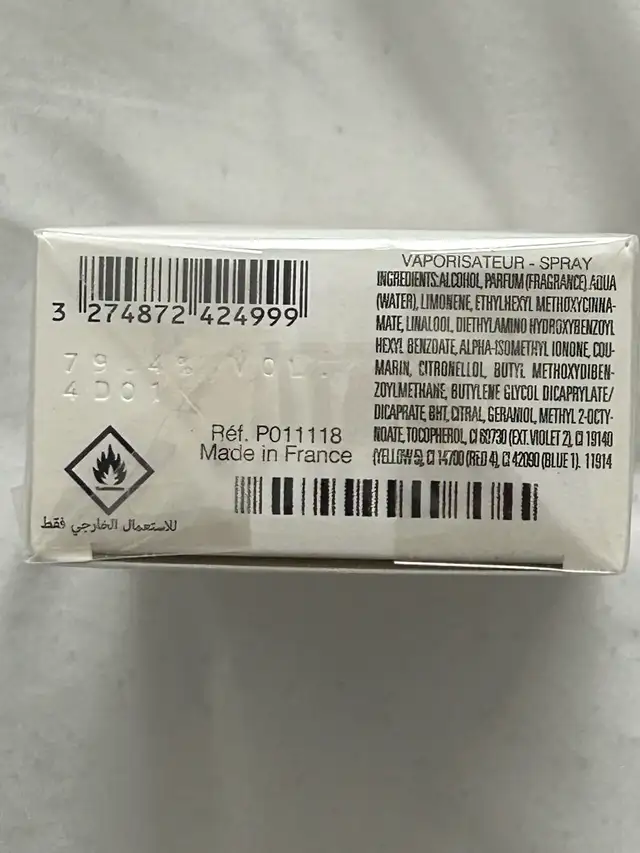 3 274872 424999
79.4% VOL.
4D01
للاستعمال الخارجي فقط
Réf. P011118
Made in France
VAPORISATEUR - SPRAY
INGREDIENTS:ALCOHOL, PARFUM (FRAGRANCE), AQUA
(WATER), LIMONENE, ETHYLHEXYL METHOXYCINNA-
MATE, LINALOOL, DIETHYLAMINO HYDROXYBENZOYL
HEXYL BENZOATE, ALPHA-ISOMETHYL IONONE, COU-
MARIN, CITRONELLOL, BUTYL METHOXYDIBEN-
ZOYLMETHANE, BUTYLENE GLYCOL DICAPRYLATE/
DICAPRATE, BHT, CITRAL, GERANIOL, METHYL 2-OCTY-
NOATE, TOCOPHEROL, CI 60730 (EXT. VIOLET 2), CI 19140
(YELLOW 5), CI 14700 (RED 4), CI 42090 (BLUE 1). 11914